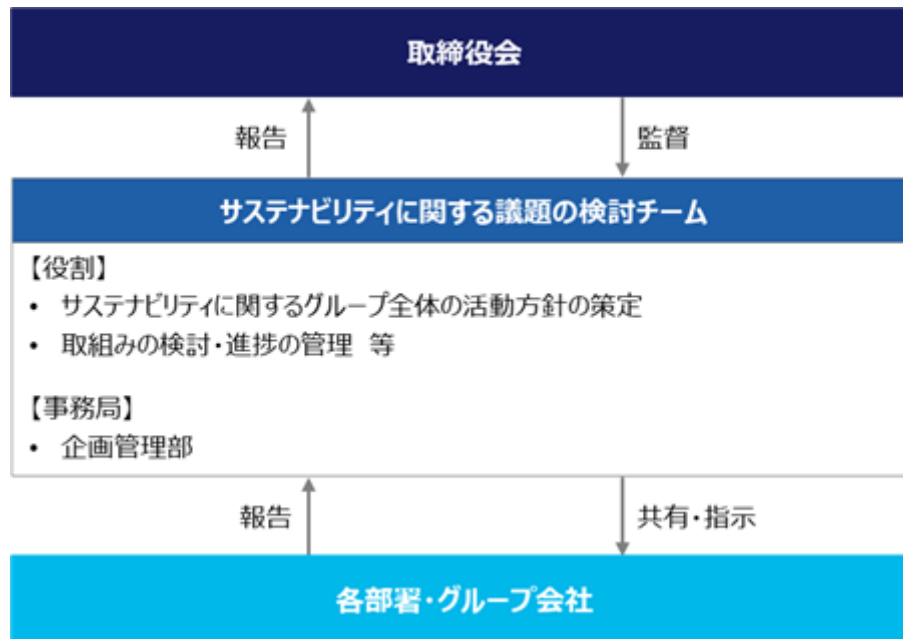 取締役会
報告
監督
サステナビリティに関する議題の検討チーム
【役割】
• サステナビリティに関するグループ全体の活動方針の策定
• 取組みの検討・進捗の管理 等
【事務局】
• 企画管理部
報告
共有・指示
各部署・グループ会社